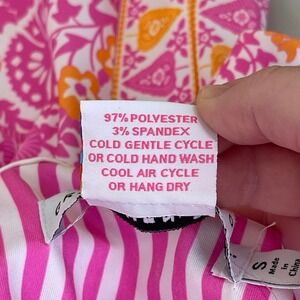 97% POLYESTER
3% SPANDEX
COLD GENTLE CYCLE
OR COLD HAND WASH
COOL AIR CYCLE
OR HANG DRY
S
Made in
China